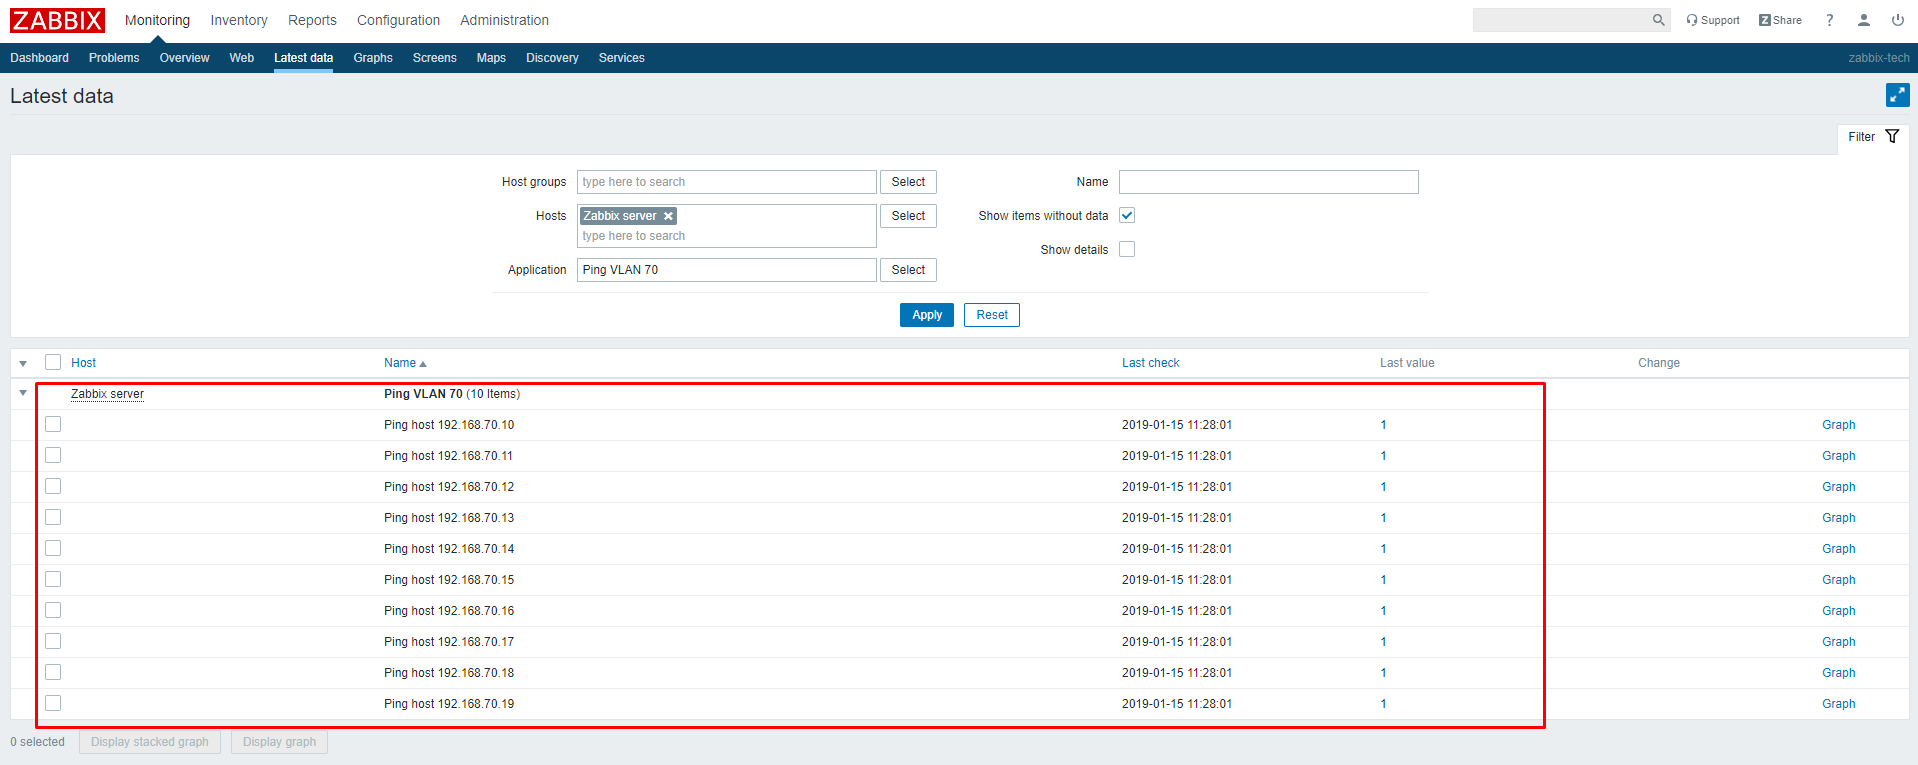 ZABBIX Monitoring Inventory Reports Configuration Administration Support Z Share ?
Dashboard Problems Overview Web Latest data Graphs Screens Maps Discovery Services zabbix-tech
Latest data
Filter
Host groups type here to search Select Name
Hosts Zabbix server Select Show items without data
type here to search
Show details
Application Ping VLAN 70 Select
Apply Reset
Host Name Last check Last value Change
Zabbix server Ping VLAN 70 (10 Items)
Ping host 192.168.70.10 2019-01-15 11:28:01 1 Graph
Ping host 192.168.70.11 2019-01-15 11:28:01 1 Graph
Ping host 192.168.70.12 2019-01-15 11:28:01 1 Graph
Ping host 192.168.70.13 2019-01-15 11:28:01 1 Graph
Ping host 192.168.70.14 2019-01-15 11:28:01 1 Graph
Ping host 192.168.70.15 2019-01-15 11:28:01 1 Graph
Ping host 192.168.70.16 2019-01-15 11:28:01 1 Graph
Ping host 192.168.70.17 2019-01-15 11:28:01 1 Graph
Ping host 192.168.70.18 2019-01-15 11:28:01 1 Graph
Ping host 192.168.70.19 2019-01-15 11:28:01 1 Graph
0 selected Display stacked graph Display graph